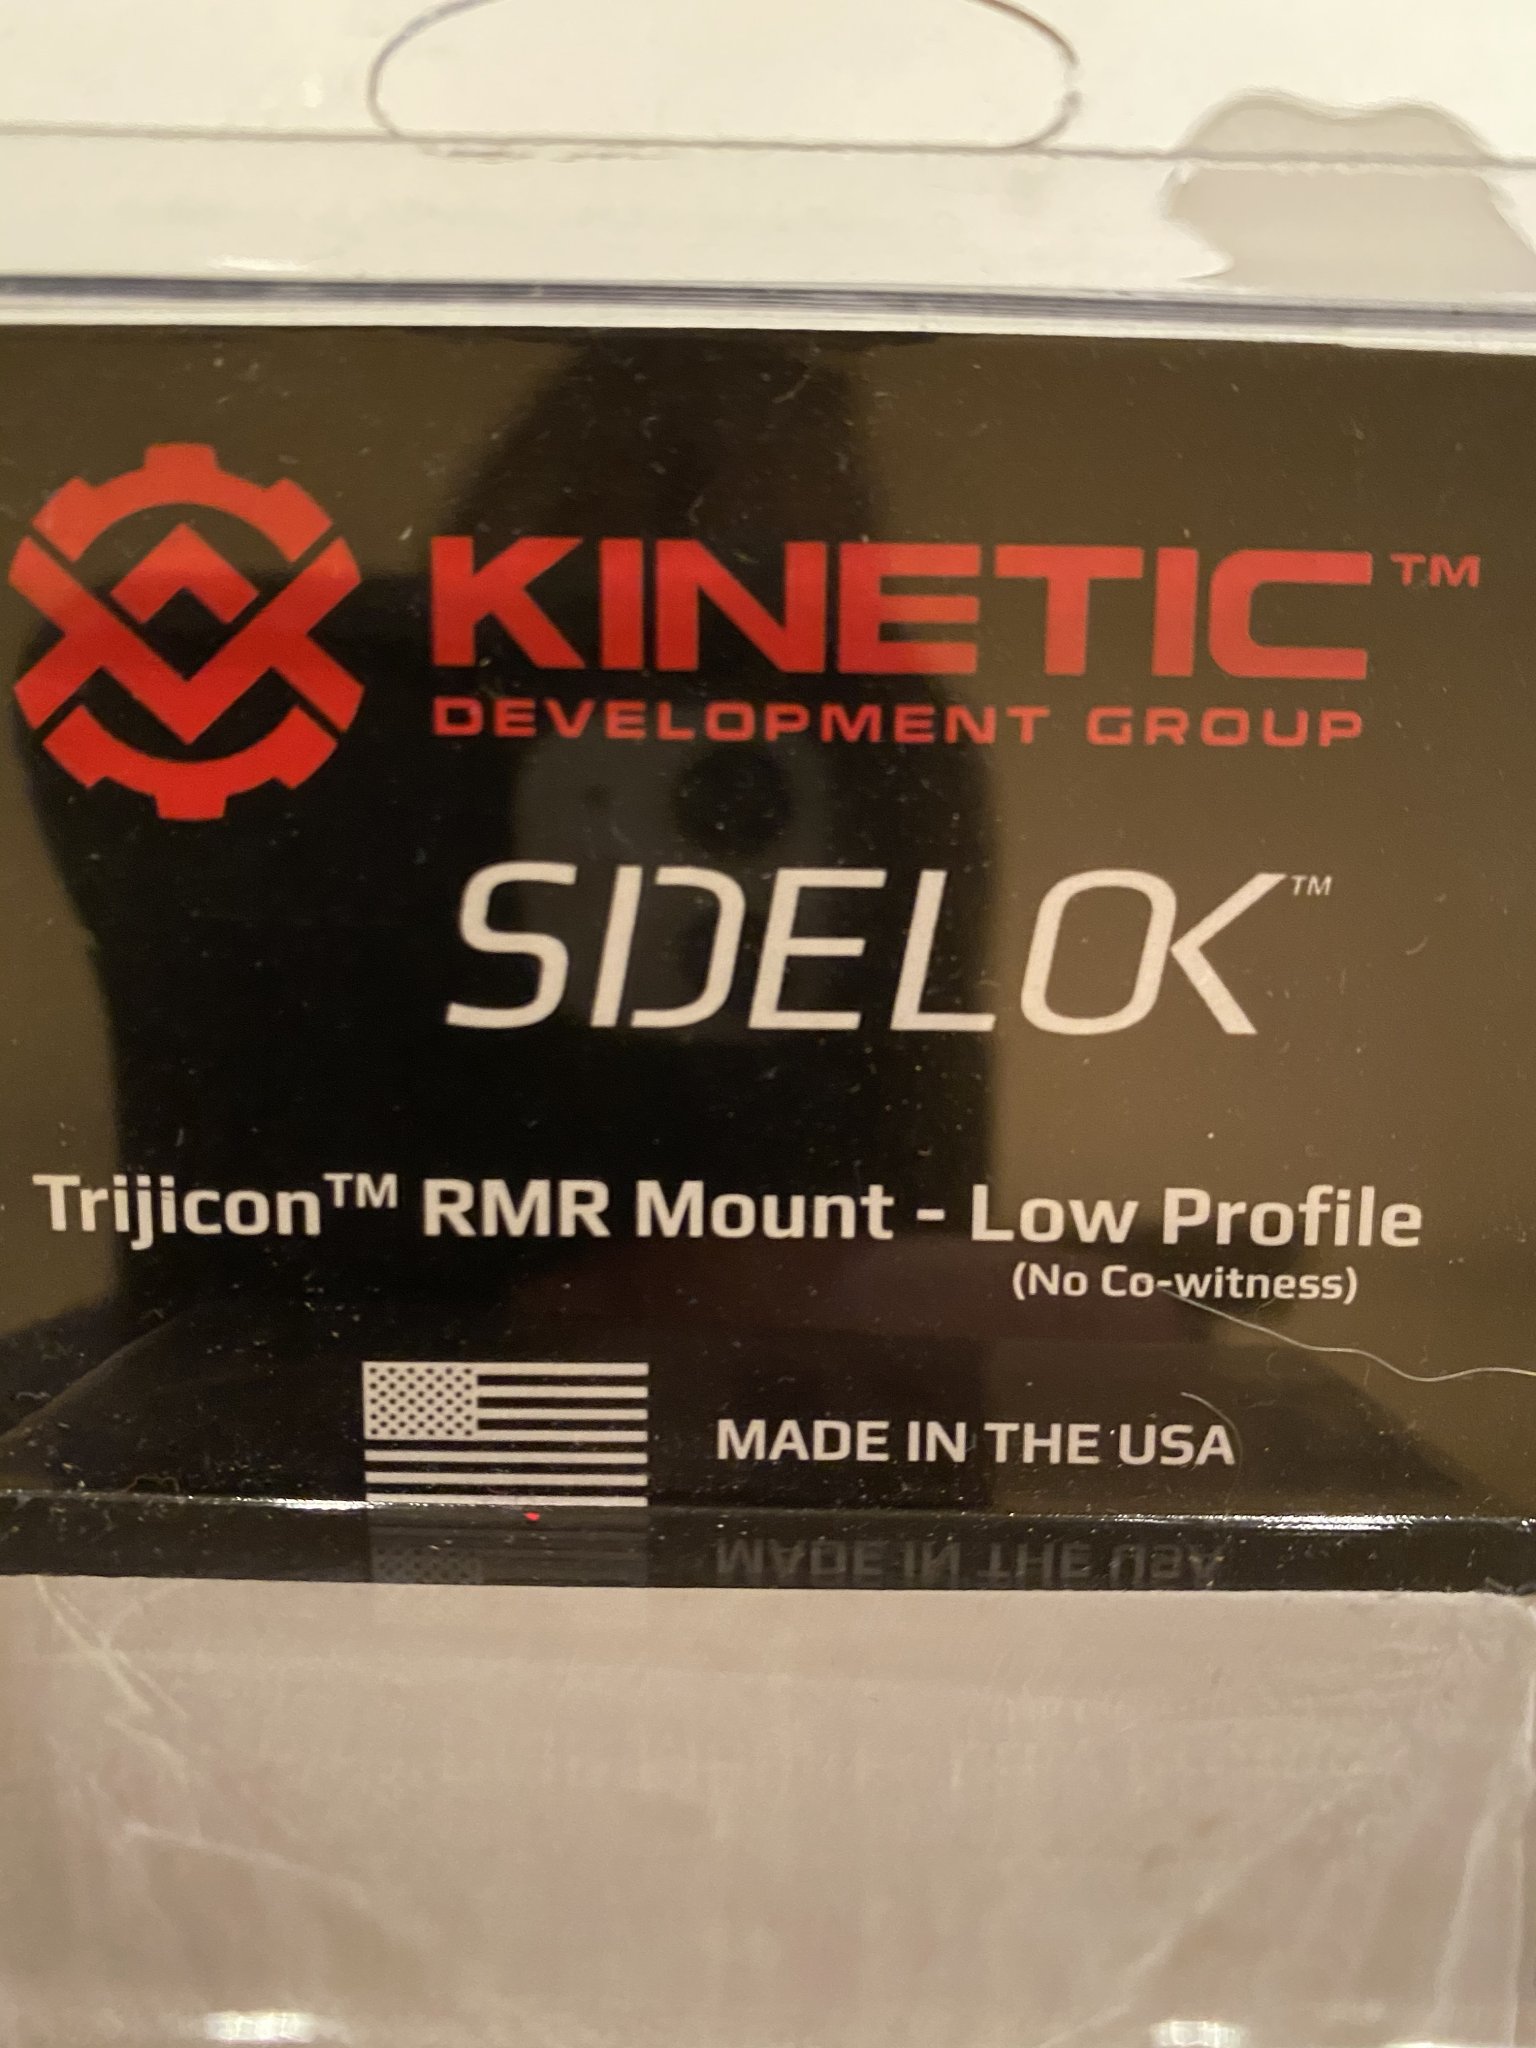 KINETIC™
DEVELOPMENT GROUP
SIDELOK™
Trijicon™ RMR Mount - Low Profile
(No Co-witness)
MADE IN THE USA